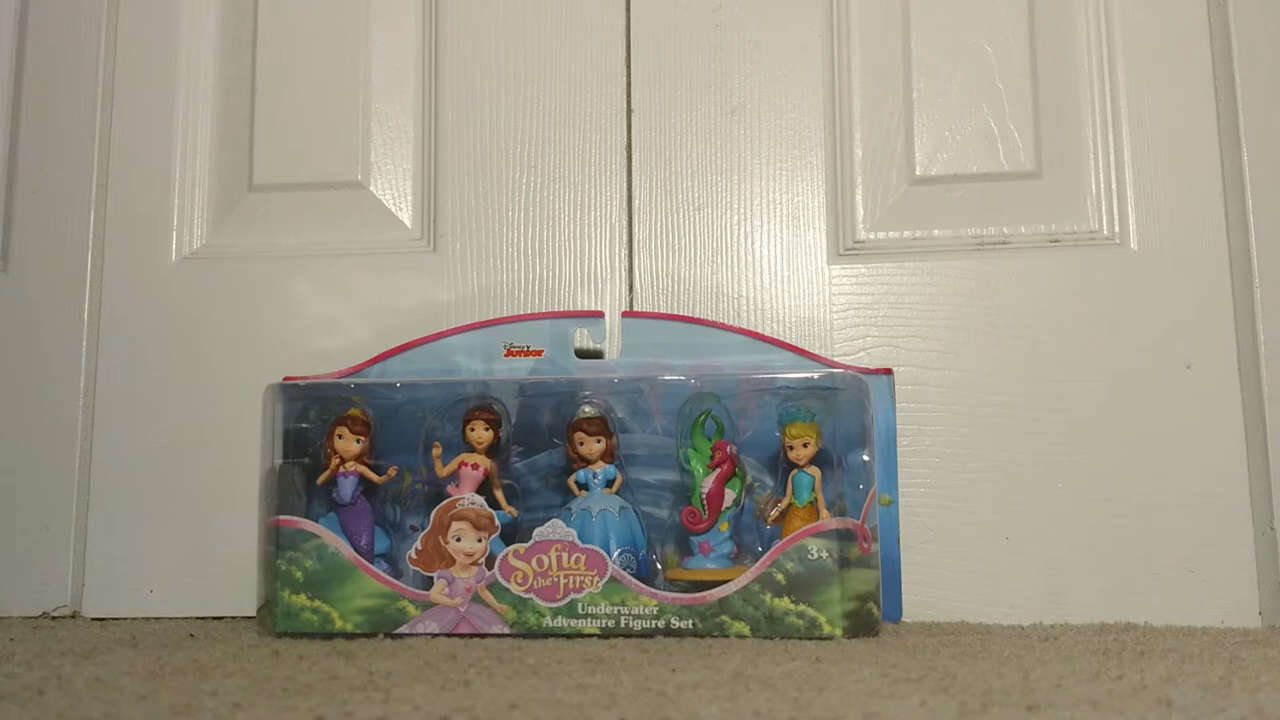 Disney
Junior
Sofia
the First
3+
Underwater
Adventure Figure Set